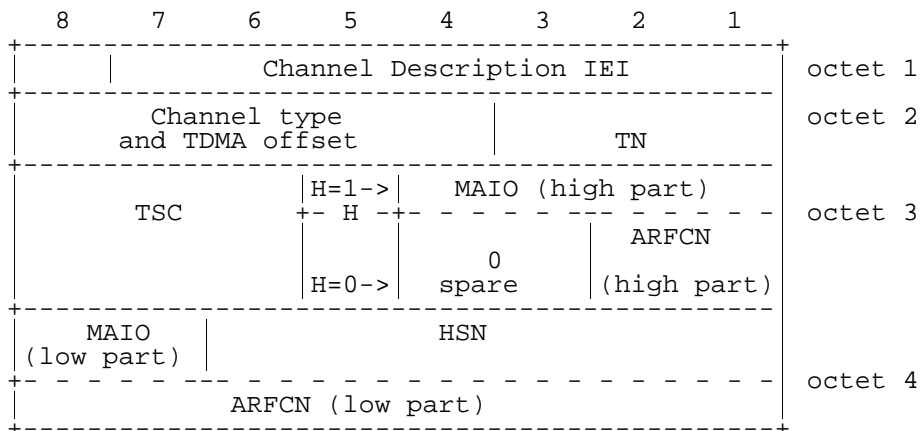 8 7 6 5 4 3 2 1
Channel Description IEI octet 1
Channel type octet 2
and TDMA offset TN
H=1-> MAIO (high part)
TSC H octet 3
ARFCN
0
H=0-> spare (high part)
MAIO HSN
(low part)
octet 4
ARFCN (low part)